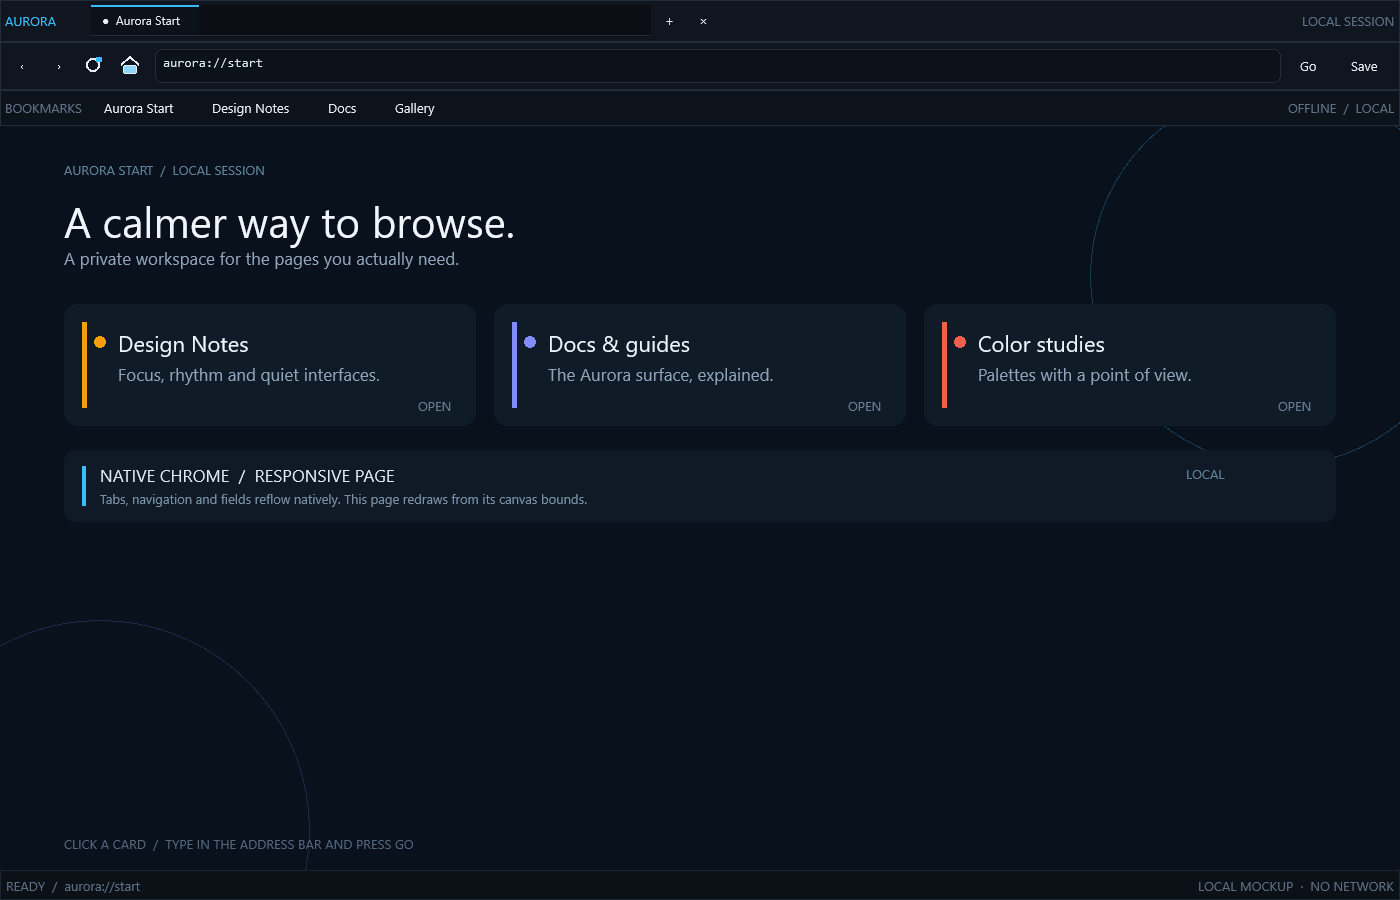 AURORA
● Aurora Start
+ ×
LOCAL SESSION
‹ ›
aurora://start
Go
Save
BOOKMARKS
Aurora Start
Design Notes
Docs
Gallery
OFFLINE / LOCAL
AURORA START / LOCAL SESSION
A calmer way to browse.
A private workspace for the pages you actually need.
Design Notes
Focus, rhythm and quiet interfaces.
OPEN
Docs & guides
The Aurora surface, explained.
OPEN
Color studies
Palettes with a point of view.
OPEN
NATIVE CHROME / RESPONSIVE PAGE
LOCAL
Tabs, navigation and fields reflow natively. This page redraws from its canvas bounds.
CLICK A CARD / TYPE IN THE ADDRESS BAR AND PRESS GO
READY / aurora://start
LOCAL MOCKUP · NO NETWORK